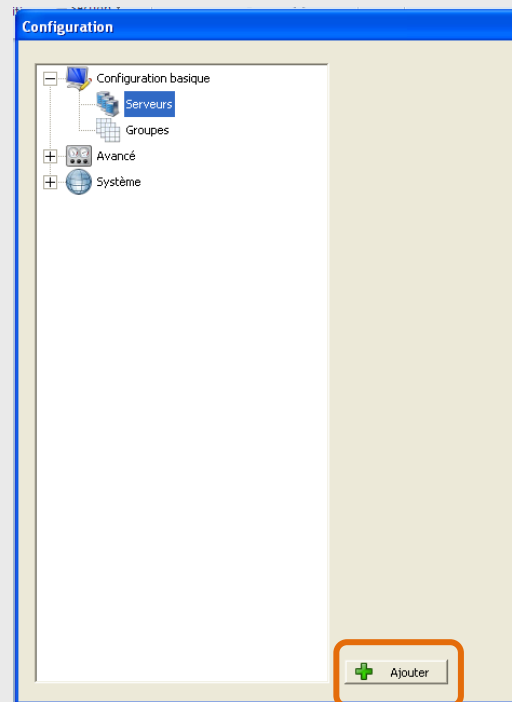 Configuration
Configuration basique
Serveurs
Groupes
Avancé
Système
Ajouter